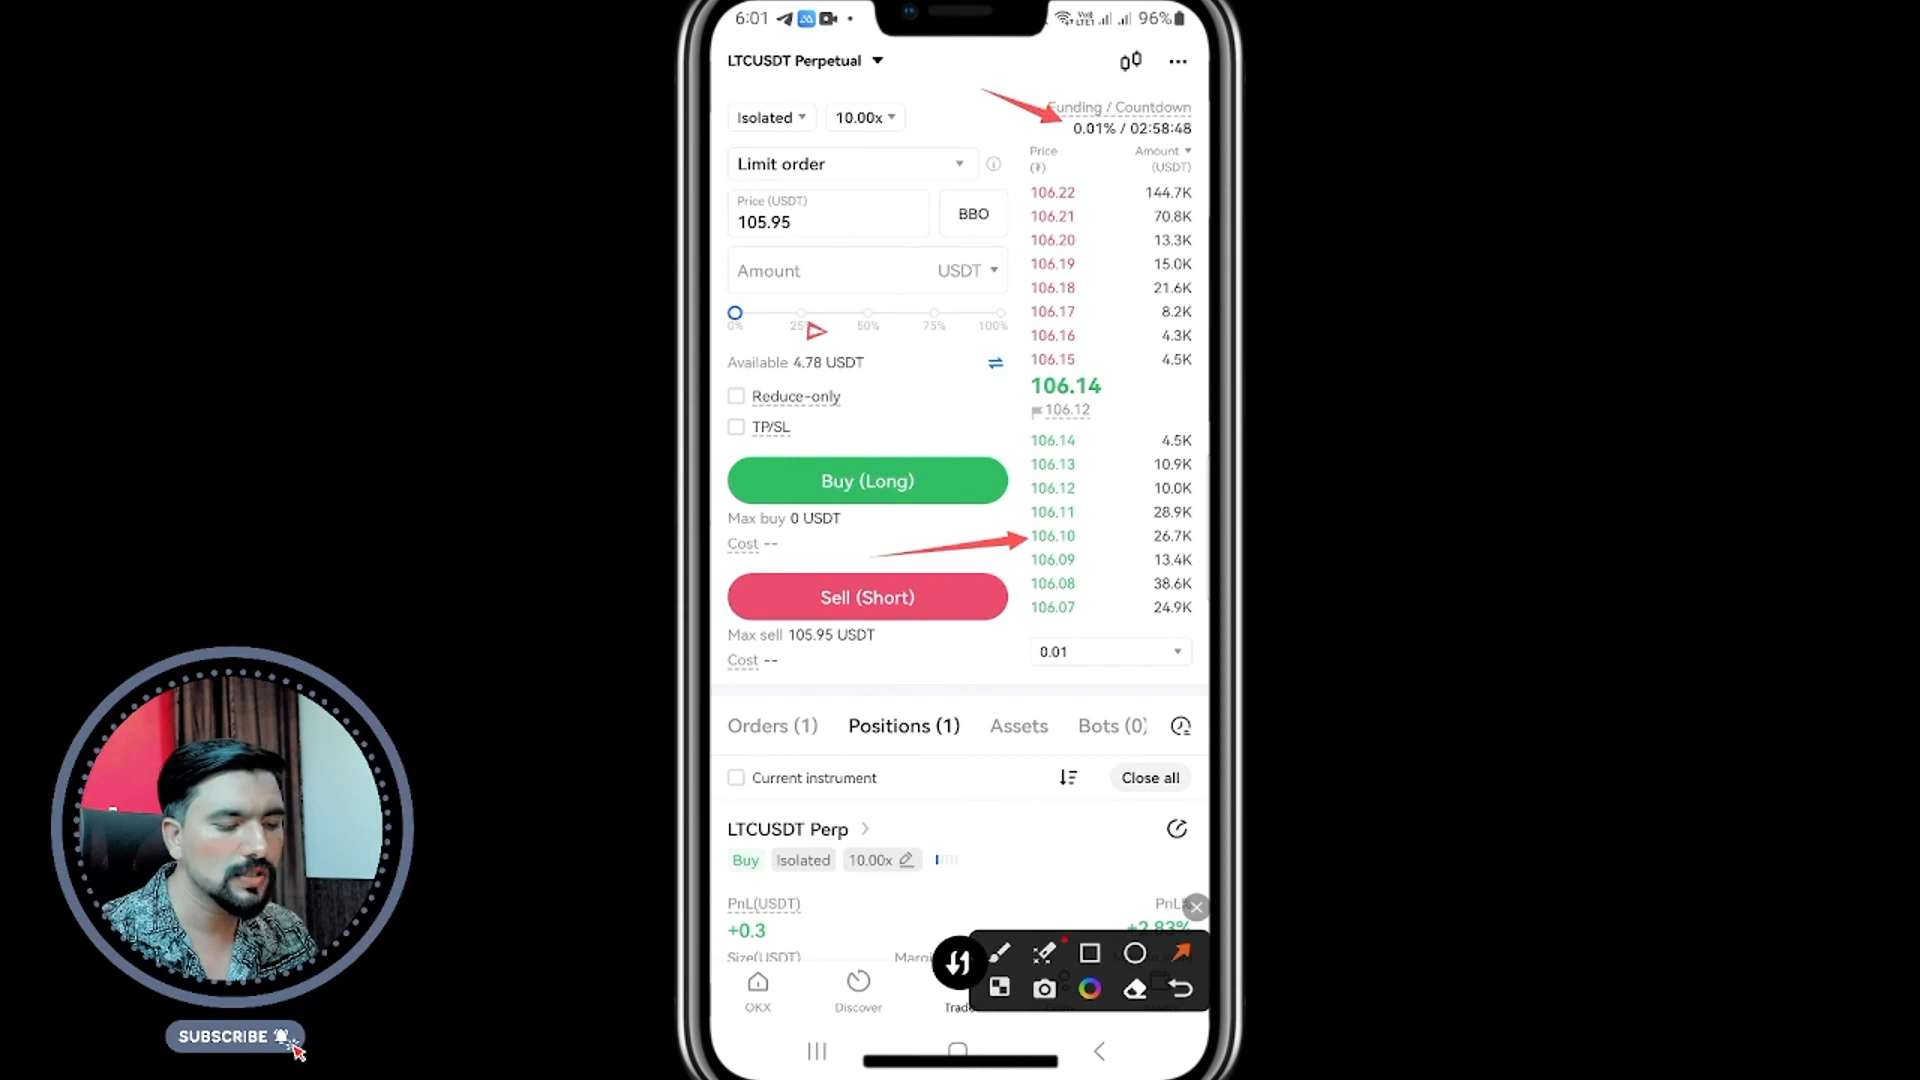 6:01
Vo)) LTE1
96%
LTCUSDT Perpetual
Isolated
10.00x
Funding / Countdown
0.01% / 02:58:48
Limit order
Price (USDT)
105.95
BBO
Amount
USDT
0% 25% 50% 75% 100%
Available 4.78 USDT
Reduce-only
TP/SL
Buy (Long)
Max buy 0 USDT
Cost --
Sell (Short)
Max sell 105.95 USDT
Cost --
Price
(₮)
Amount
(USDT)
106.22 144.7K
106.21 70.8K
106.20 13.3K
106.19 15.0K
106.18 21.6K
106.17 8.2K
106.16 4.3K
106.15 4.5K
106.14
106.12
106.14 4.5K
106.13 10.9K
106.12 10.0K
106.11 28.9K
106.10 26.7K
106.09 13.4K
106.08 38.6K
106.07 24.9K
0.01
Orders (1) Positions (1) Assets Bots (0)
Current instrument
Close all
LTCUSDT Perp
Buy Isolated 10.00x
PnL(USDT)
PnL%
+0.3
+2.83%
Size(USDT)
OKX
Discover
Trade
SUBSCRIBE